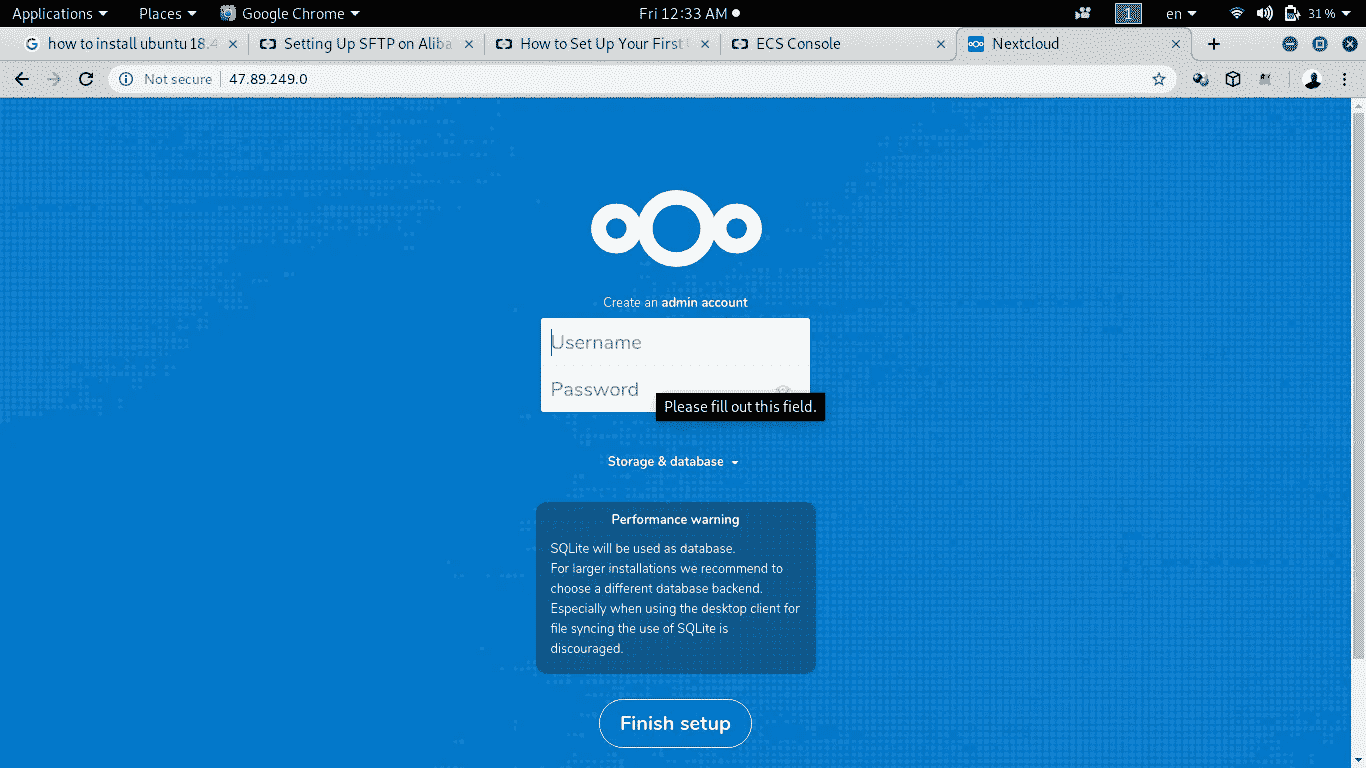 Applications Places Google Chrome Fri 12:33 AM 1 en 31 %
how to install ubuntu 18.4 Setting Up SFTP on Aliba How to Set Up Your First ECS Console Nextcloud
Not secure 47.89.249.0
Create an admin account
Username
Password
Please fill out this field.
Storage & database
Performance warning
SQLite will be used as database.
For larger installations we recommend to
choose a different database backend.
Especially when using the desktop client for
file syncing the use of SQLite is
discouraged.
Finish setup